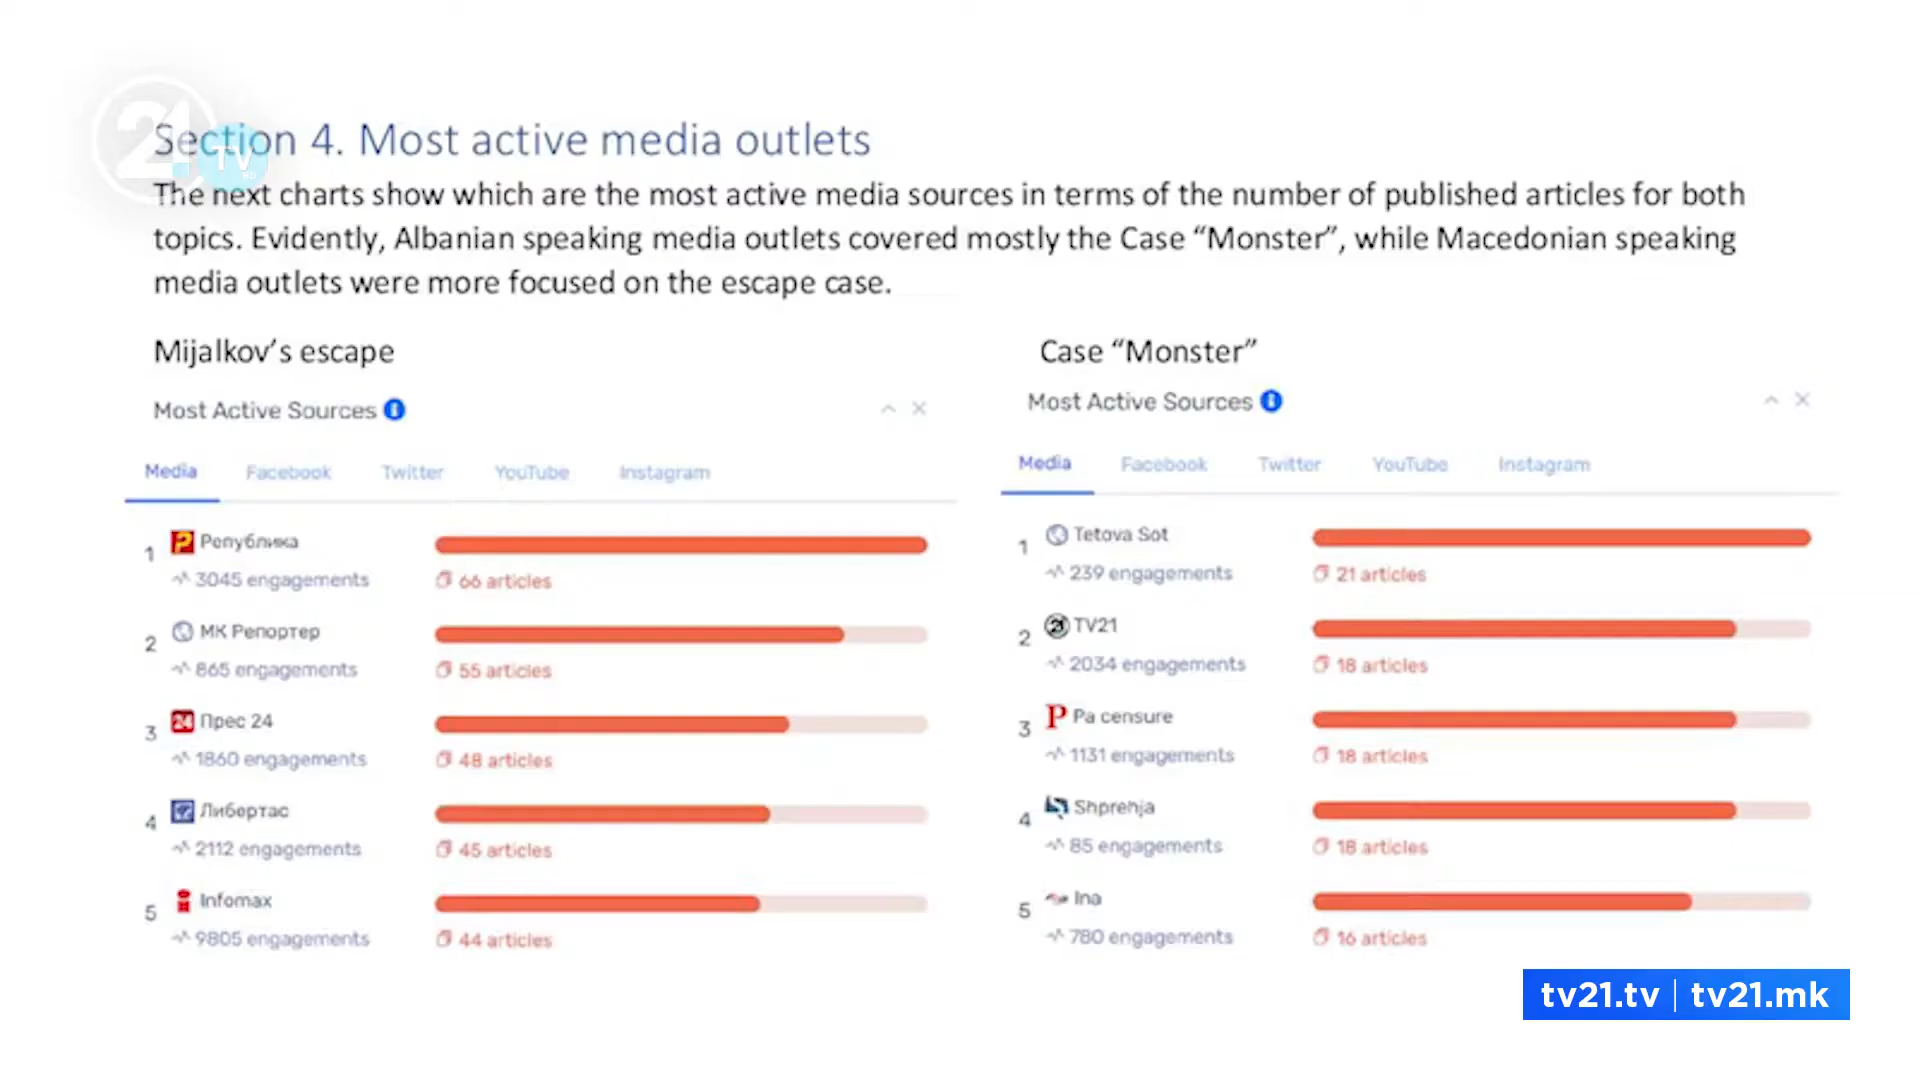 21 TV HD
Section 4. Most active media outlets
The next charts show which are the most active media sources in terms of the number of published articles for both
topics. Evidently, Albanian speaking media outlets covered mostly the Case “Monster”, while Macedonian speaking
media outlets were more focused on the escape case.
Mijalkov’s escape
Most Active Sources
Media Facebook Twitter YouTube Instagram
1 Република
3045 engagements 66 articles
2 МК Репортер
865 engagements 55 articles
3 24 Прес 24
1860 engagements 48 articles
4 Либертас
2112 engagements 45 articles
5 Infomax
9805 engagements 44 articles
Case “Monster”
Most Active Sources
Media Facebook Twitter YouTube Instagram
1 Tetova Sot
239 engagements 21 articles
2 21 TV21
2034 engagements 18 articles
3 P Pa censure
1131 engagements 18 articles
4 Shprehja
85 engagements 18 articles
5 Ina
780 engagements 16 articles
tv21.tv | tv21.mk